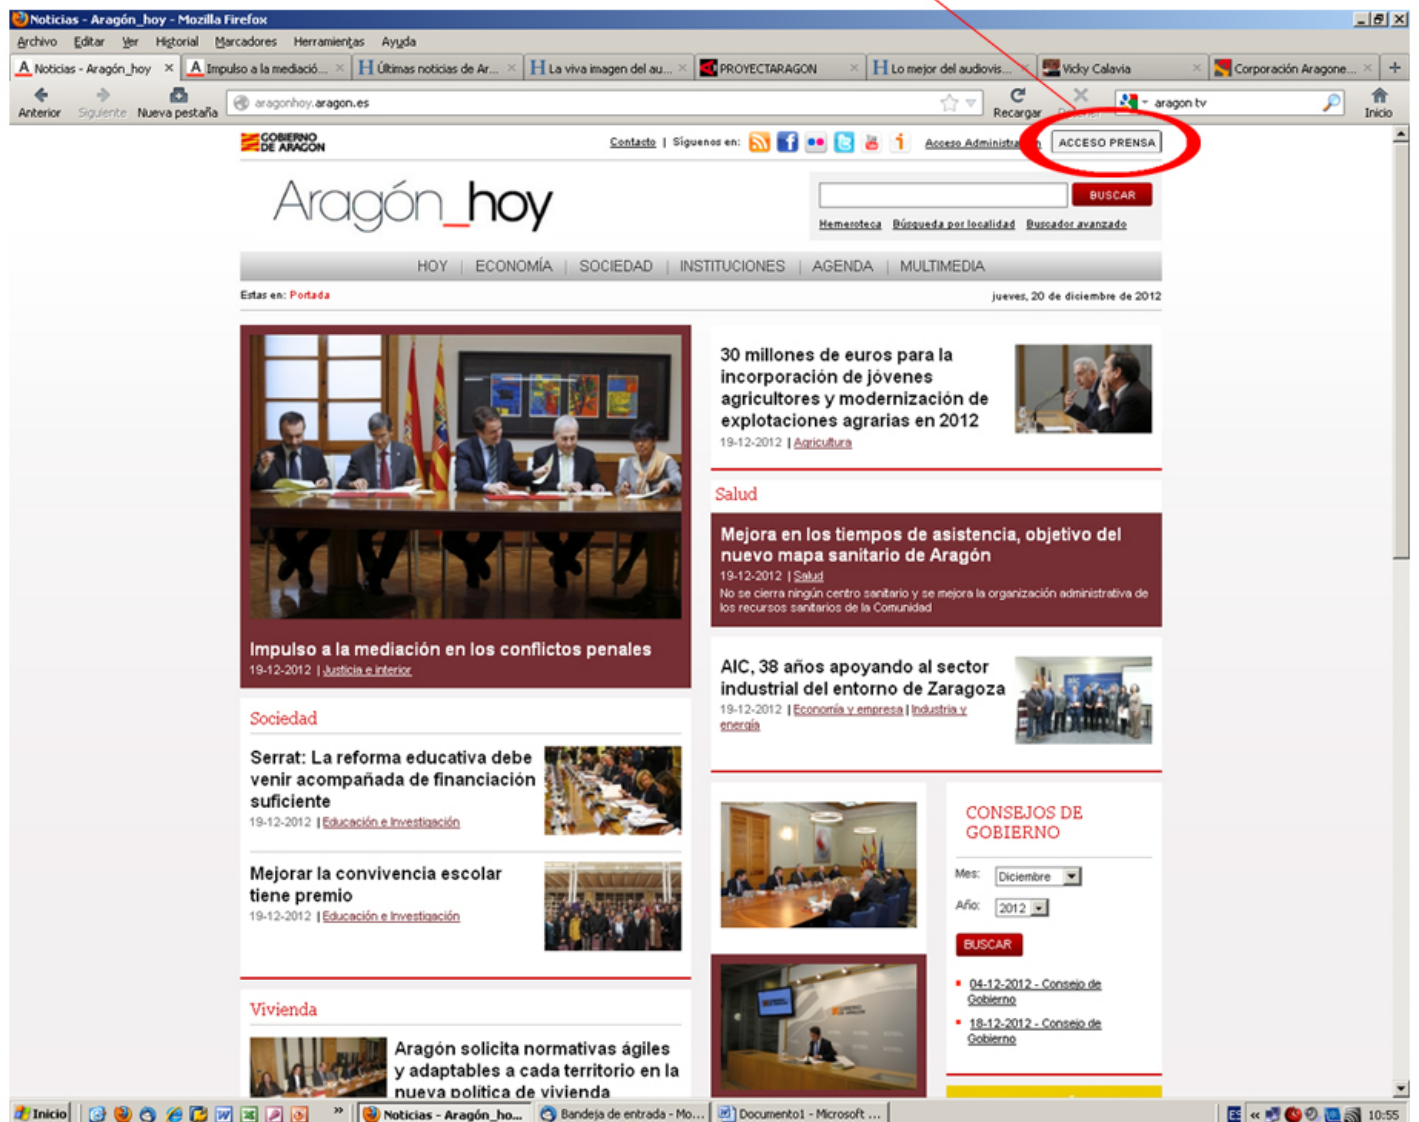 Noticias - Aragón_hoy - Mozilla Firefox
Archivo Editar Ver Historial Marcadores Herramientas Ayuda
Noticias - Aragón_hoy
Impulso a la mediació...
Últimas noticias de Ar...
La viva imagen del au...
PROYECTARAGON
Lo mejor del audiovis...
Vicky Calavia
Corporación Aragone...
Anterior Siguiente Nueva pestaña
aragonhoy.aragon.es
Recargar
aragon tv
Inicio
GOBIERNO
DE ARAGON
Contacto | Síguenos en:
Acceso Administración
ACCESO PRENSA
Aragón_hoy
BUSCAR
Hemeroteca Búsqueda por localidad Buscador avanzado
HOY | ECONOMÍA | SOCIEDAD | INSTITUCIONES | AGENDA | MULTIMEDIA
Estas en: Portada
jueves, 20 de diciembre de 2012
Impulso a la mediación en los conflictos penales
19-12-2012 | Justicia e interior
Sociedad
Serrat: La reforma educativa debe
venir acompañada de financiación
suficiente
19-12-2012 | Educación e Investigación
Mejorar la convivencia escolar
tiene premio
19-12-2012 | Educación e Investigación
Vivienda
Aragón solicita normativas ágiles
y adaptables a cada territorio en la
nueva política de vivienda
30 millones de euros para la
incorporación de jóvenes
agricultores y modernización de
explotaciones agrarias en 2012
19-12-2012 | Agricultura
Salud
Mejora en los tiempos de asistencia, objetivo del
nuevo mapa sanitario de Aragón
19-12-2012 | Salud
No se cierra ningún centro sanitario y se mejora la organización administrativa de
los recursos sanitarios de la Comunidad
AIC, 38 años apoyando al sector
industrial del entorno de Zaragoza
19-12-2012 | Economía y empresa | Industria y
energía
aic
GOBIERNO
DE ARAGON
CONSEJOS DE
GOBIERNO
Mes: Diciembre
Año: 2012
BUSCAR
04-12-2012 - Consejo de
Gobierno
18-12-2012 - Consejo de
Gobierno
Inicio
Noticias - Aragón_ho...
Bandeja de entrada - Mo...
Documento1 - Microsoft ...
ES
10:55